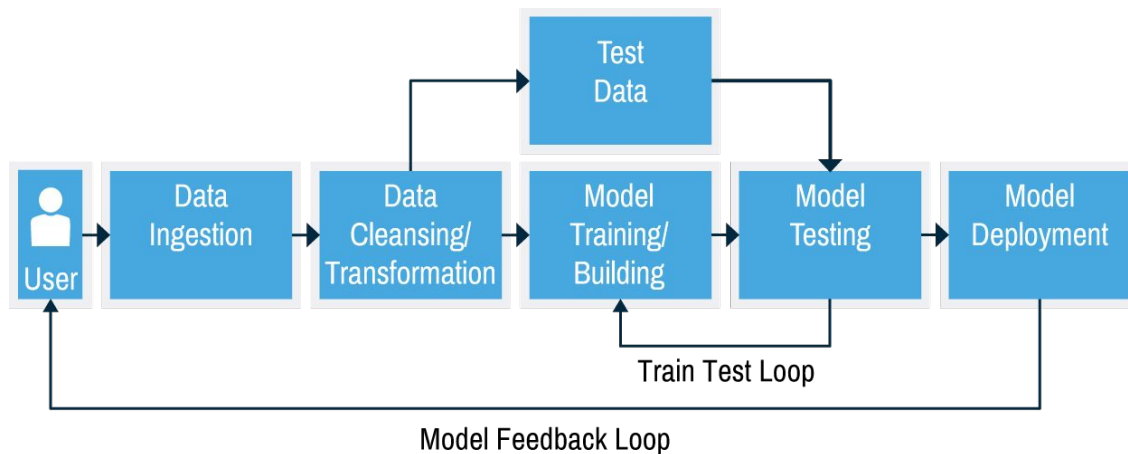 Test
Data
User
Data
Ingestion
Data
Cleansing/
Transformation
Model
Training/
Building
Model
Testing
Model
Deployment
Train Test Loop
Model Feedback Loop